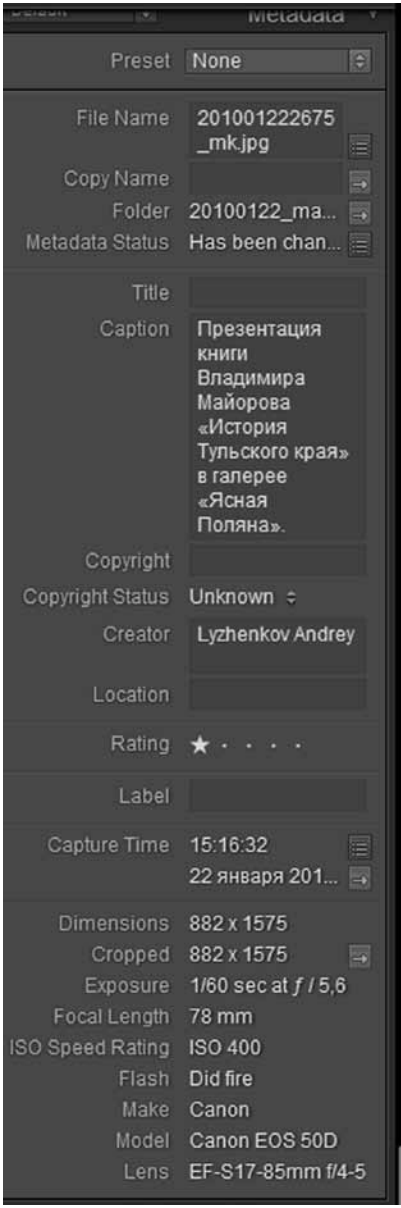 Default Metadata
Preset None
File Name 201001222675
_mk.jpg
Copy Name
Folder 20100122_ma...
Metadata Status Has been chan...
Title
Caption Презентация
книги
Владимира
Майорова
«История
Тульского края»
в галерее
«Ясная
Поляна».
Copyright
Copyright Status Unknown
Creator Lyzhenkov Andrey
Location
Rating ★ · · · ·
Label
Capture Time 15:16:32
22 января 201...
Dimensions 882 x 1575
Cropped 882 x 1575
Exposure 1/60 sec at ƒ / 5,6
Focal Length 78 mm
ISO Speed Rating ISO 400
Flash Did fire
Make Canon
Model Canon EOS 50D
Lens EF-S17-85mm f/4-5